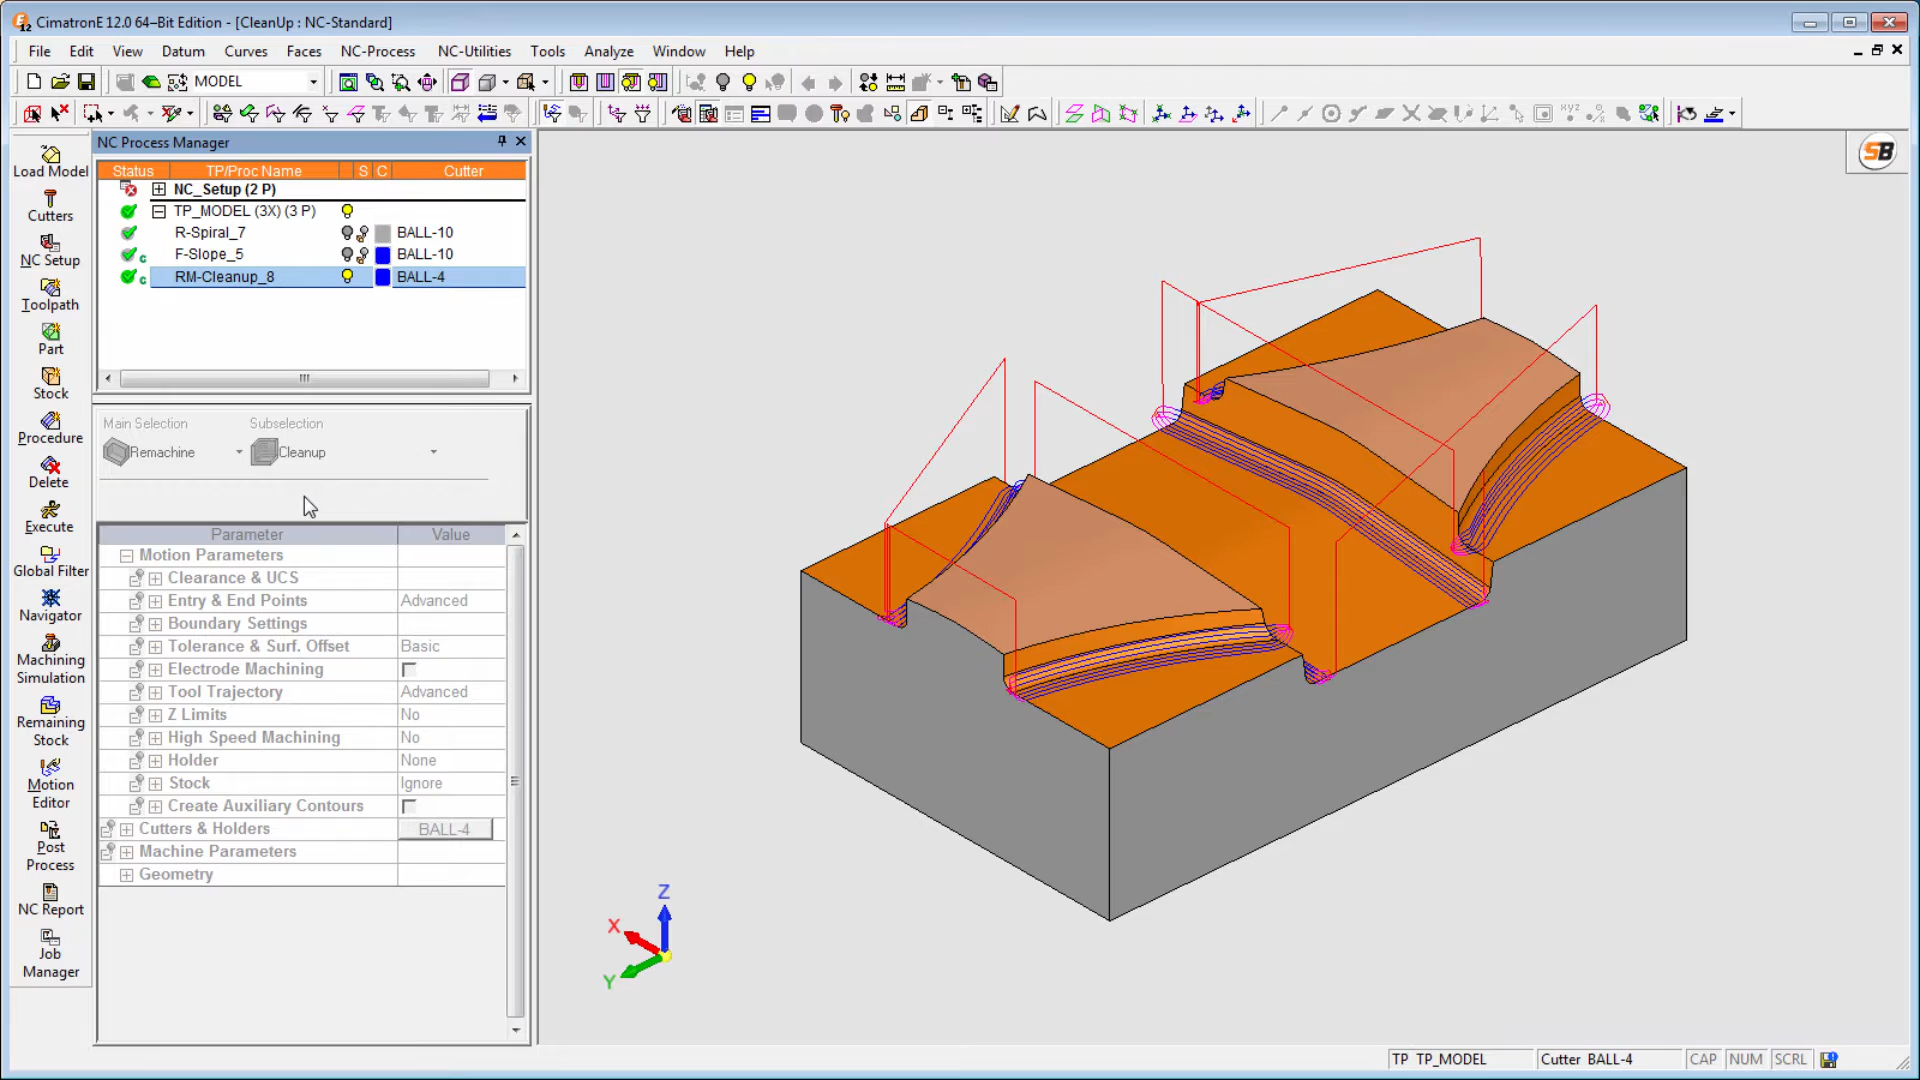 CimatronE 12.0 64–Bit Edition - [CleanUp : NC-Standard]
File Edit View Datum Curves Faces NC-Process NC-Utilities Tools Analyze Window Help
MODEL
NC Process Manager
Status TP/Proc Name S C Cutter
NC_Setup (2 P)
TP_MODEL (3X) (3 P)
R-Spiral_7 BALL-10
c F-Slope_5 BALL-10
c RM-Cleanup_8 BALL-4
Load Model
Cutters
NC Setup
Toolpath
Part
Stock
Procedure
Delete
Execute
Global Filter
Navigator
Machining
Simulation
Remaining
Stock
Motion
Editor
Post
Process
NC Report
Job
Manager
Main Selection Subselection
Remachine Cleanup
Parameter Value
Motion Parameters
Clearance & UCS
Entry & End Points Advanced
Boundary Settings
Tolerance & Surf. Offset Basic
Electrode Machining
Tool Trajectory Advanced
Z Limits No
High Speed Machining No
Holder None
Stock Ignore
Create Auxiliary Contours
Cutters & Holders BALL-4
Machine Parameters
Geometry
SB
Z
X
Y
TP TP_MODEL Cutter BALL-4 CAP NUM SCRL